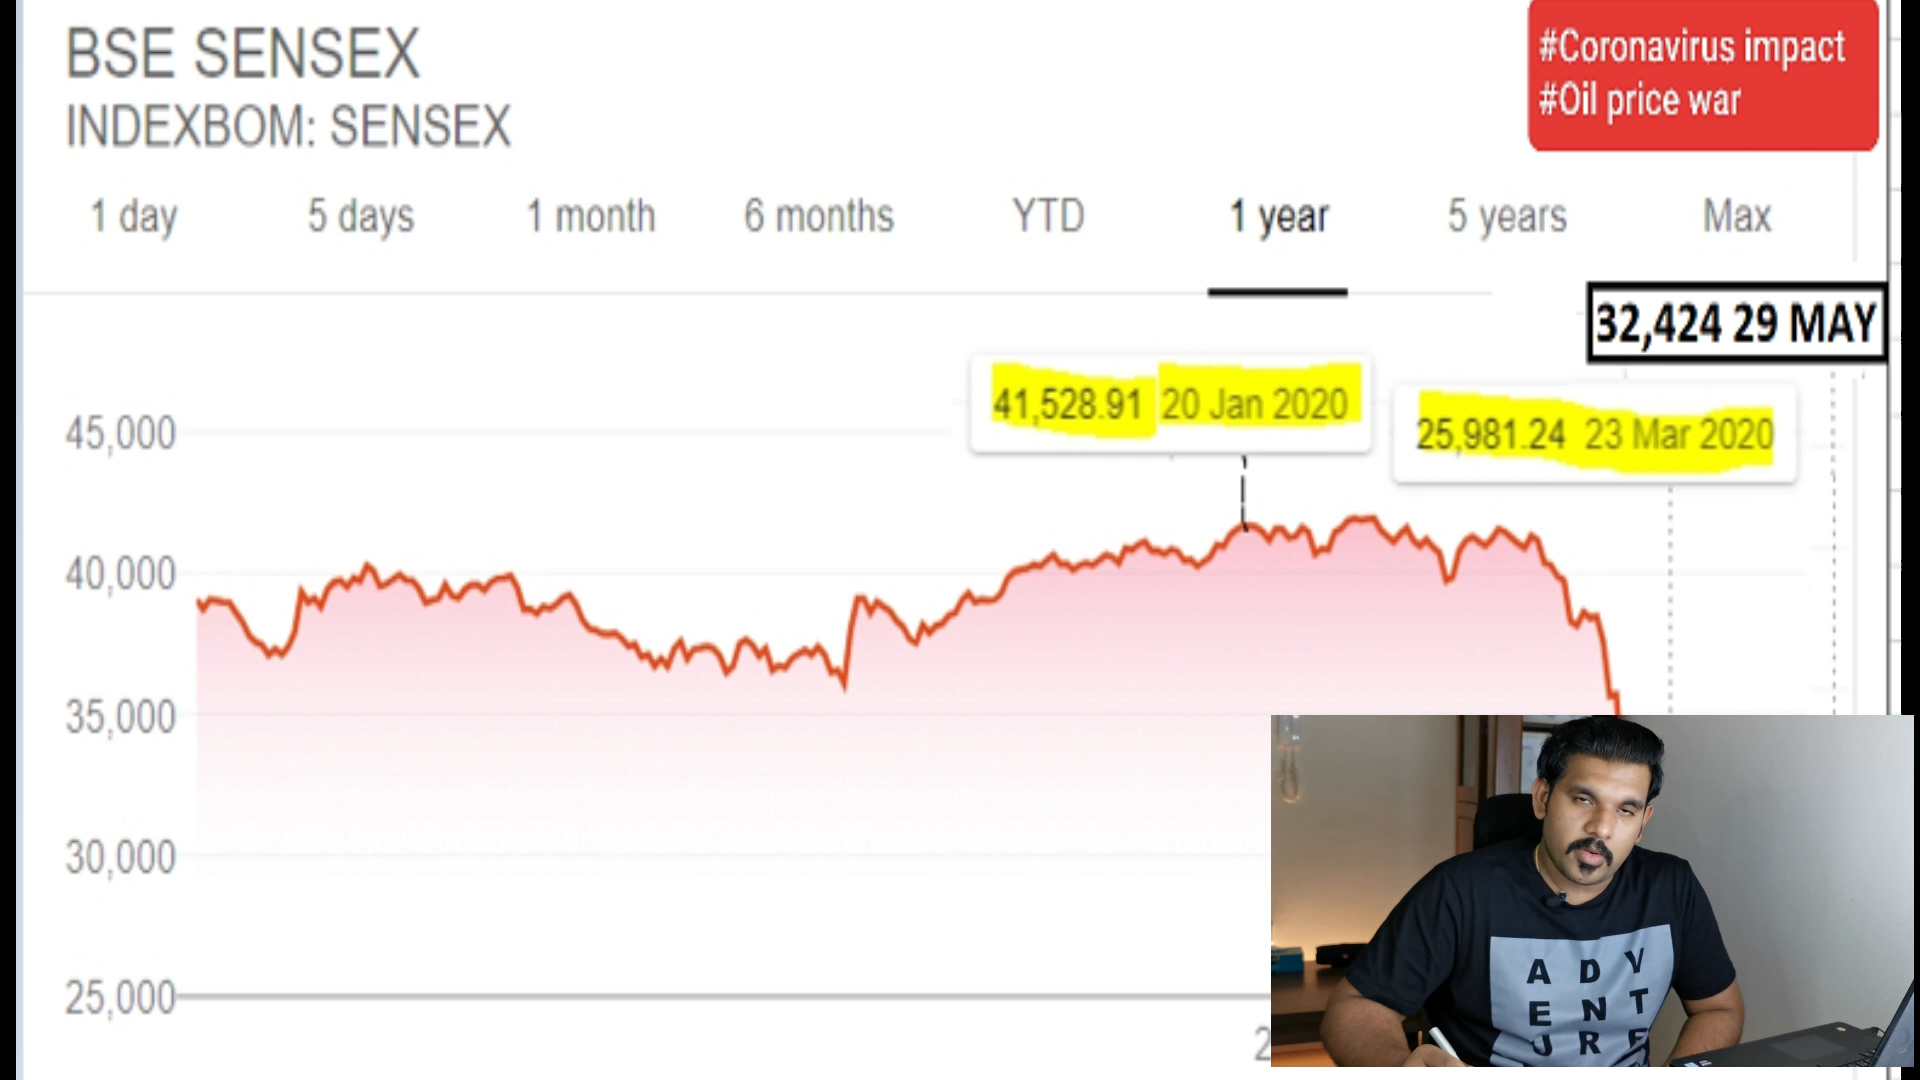 BSE SENSEX
INDEXBOM: SENSEX
#Coronavirus impact
#Oil price war
1 day 5 days 1 month 6 months YTD 1 year 5 years Max
32,424 29 MAY
41,528.91 20 Jan 2020
25,981.24 23 Mar 2020
45,000
40,000
35,000
30,000
25,000
2
A D V
E N T
U R E